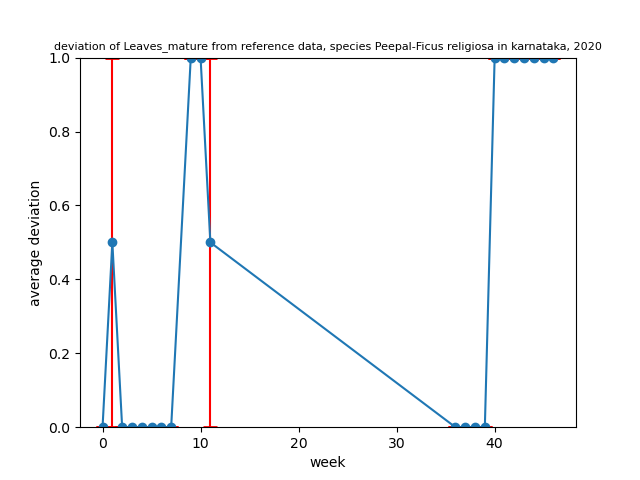 deviation of Leaves_mature from reference data, species Peepal-Ficus religiosa in karnataka, 2020
1.0
0.8
0.6
0.4
0.2
0.0
average deviation
0 10 20 30 40
week